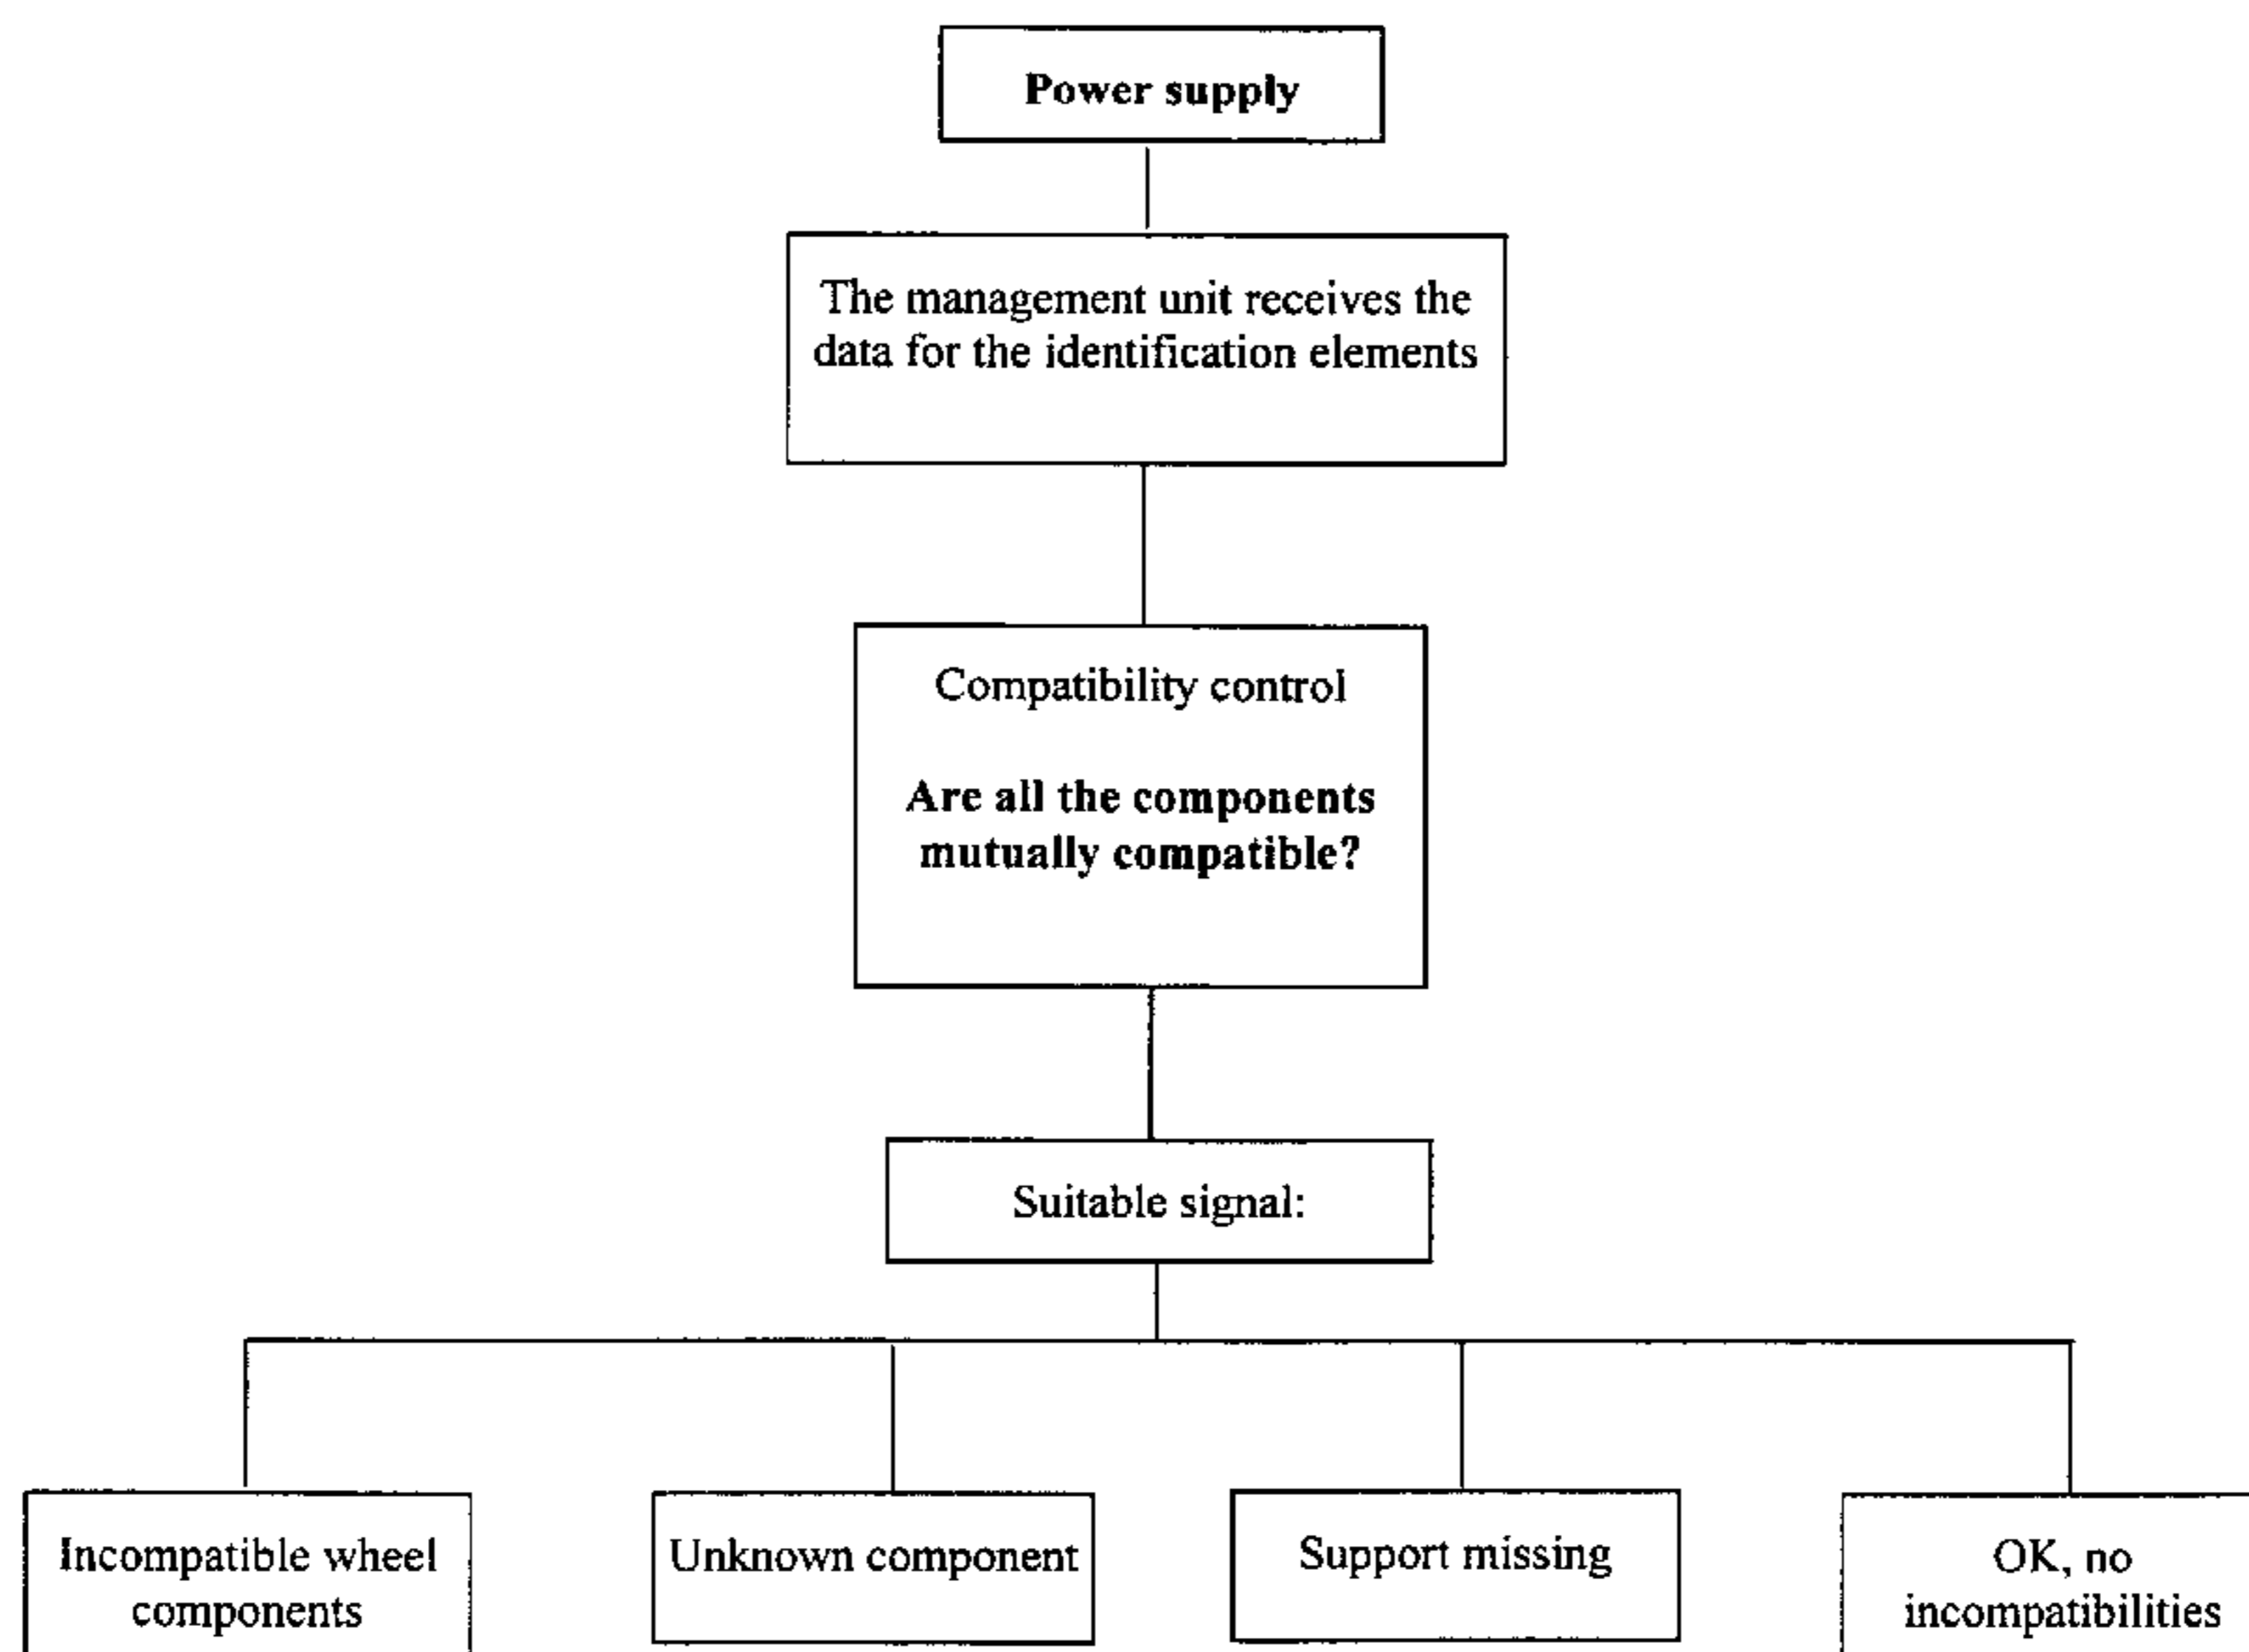 Power supply
The management unit receives the
data for the identification elements
Compatibility control
Are all the components
mutually compatible?
Suitable signal:
Incompatible wheel
components
Unknown component
Support missing
OK, no
incompatibilities